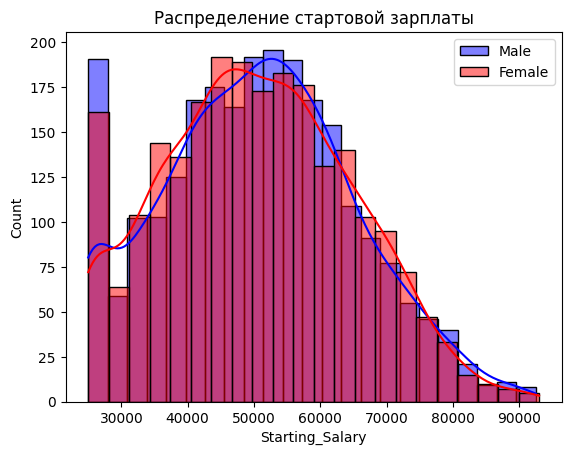 Распределение стартовой зарплаты
Male
Female
Count
200
175
150
125
100
75
50
25
0
30000 40000 50000 60000 70000 80000 90000
Starting_Salary